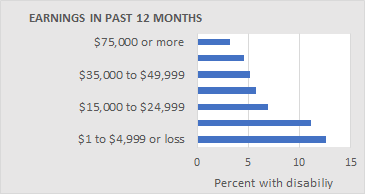 EARNINGS IN PAST 12 MONTHS
$75,000 or more
$35,000 to $49,999
$15,000 to $24,999
$1 to $4,999 or loss
0 5 10 15
Percent with disabiliy